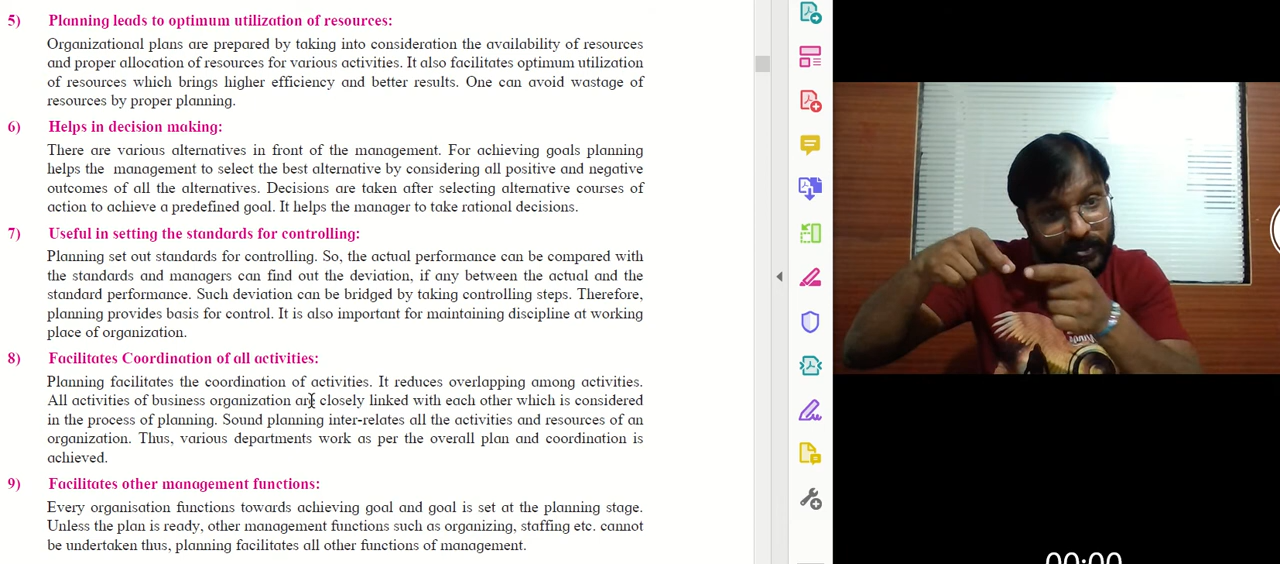 5) Planning leads to optimum utilization of resources:
Organizational plans are prepared by taking into consideration the availability of resources
and proper allocation of resources for various activities. It also facilitates optimum utilization
of resources which brings higher efficiency and better results. One can avoid wastage of
resources by proper planning.
6) Helps in decision making:
There are various alternatives in front of the management. For achieving goals planning
helps the management to select the best alternative by considering all positive and negative
outcomes of all the alternatives. Decisions are taken after selecting alternative courses of
action to achieve a predefined goal. It helps the manager to take rational decisions.
7) Useful in setting the standards for controlling:
Planning set out standards for controlling. So, the actual performance can be compared with
the standards and managers can find out the deviation, if any between the actual and the
standard performance. Such deviation can be bridged by taking controlling steps. Therefore,
planning provides basis for control. It is also important for maintaining discipline at working
place of organization.
8) Facilitates Coordination of all activities:
Planning facilitates the coordination of activities. It reduces overlapping among activities.
All activities of business organization are closely linked with each other which is considered
in the process of planning. Sound planning inter-relates all the activities and resources of an
organization. Thus, various departments work as per the overall plan and coordination is
achieved.
9) Facilitates other management functions:
Every organisation functions towards achieving goal and goal is set at the planning stage.
Unless the plan is ready, other management functions such as organizing, staffing etc. cannot
be undertaken thus, planning facilitates all other functions of management.
00:00